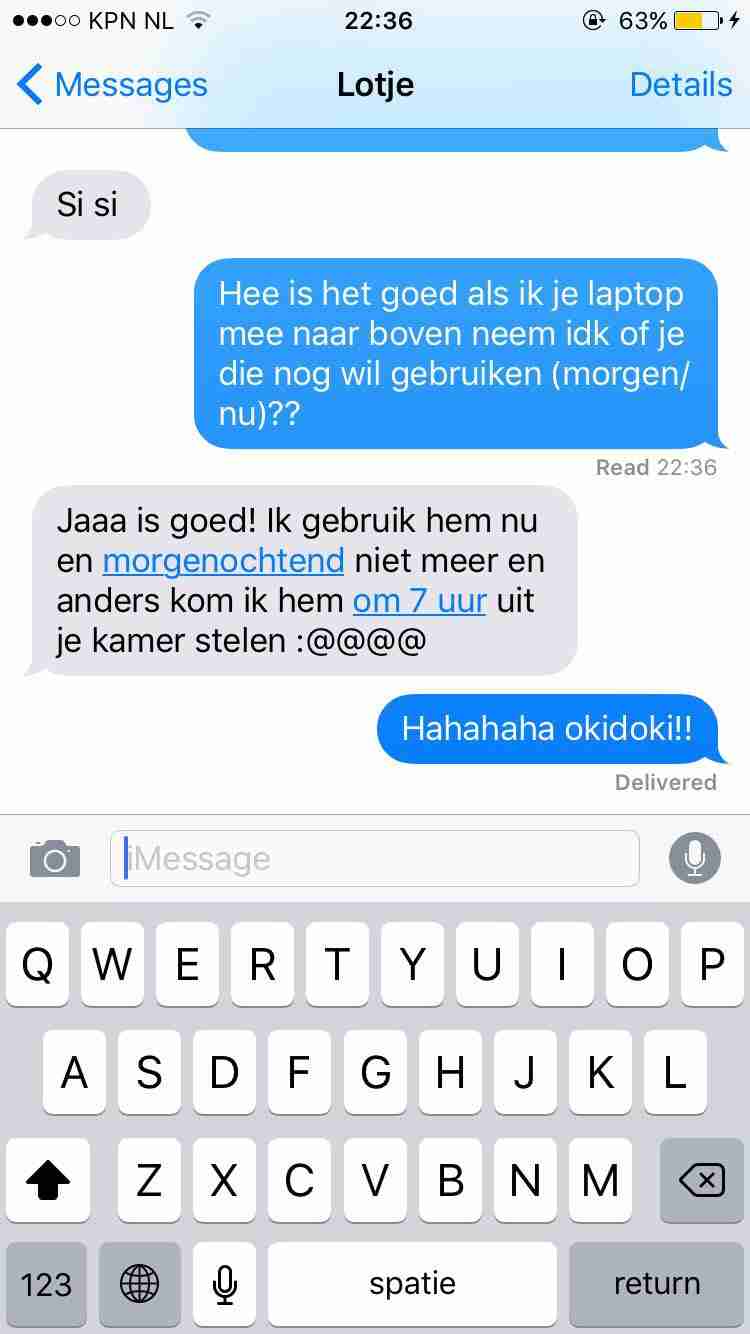 KPN NL 22:36 63%
Messages Lotje Details
Si si
Hee is het goed als ik je laptop
mee naar boven neem idk of je
die nog wil gebruiken (morgen/
nu)??
Read 22:36
Jaaa is goed! Ik gebruik hem nu
en morgenochtend niet meer en
anders kom ik hem om 7 uur uit
je kamer stelen :@@@@
Hahahaha okidoki!!
Delivered
iMessage
Q W E R T Y U I O P
A S D F G H J K L
Z X C V B N M
123 spatie return